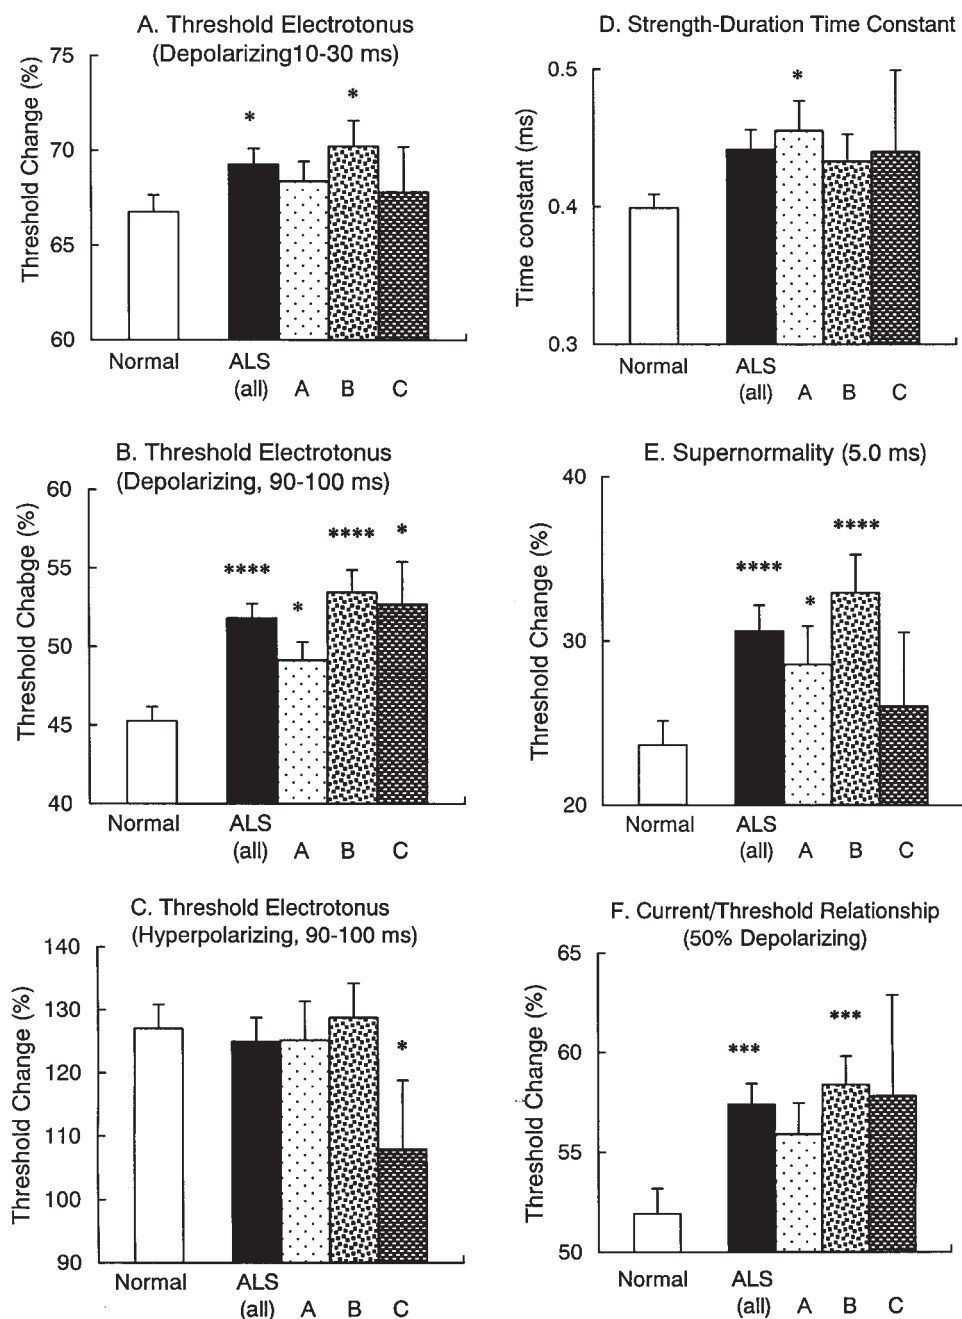 A. Threshold Electrotonus
(Depolarizing10-30 ms)
Threshold Change (%)
75
70
65
60
*
*
Normal
ALS
(all)
A
B
C
B. Threshold Electrotonus
(Depolarizing, 90-100 ms)
Threshold Chabge (%)
60
55
50
45
40
****
*
****
*
Normal
ALS
(all)
A
B
C
C. Threshold Electrotonus
(Hyperpolarizing, 90-100 ms)
Threshold Change (%)
140
130
120
110
100
90
*
Normal
ALS
(all)
A
B
C
D. Strength-Duration Time Constant
Time constant (ms)
0.5
0.4
0.3
*
Normal
ALS
(all)
A
B
C
E. Supernormality (5.0 ms)
Threshold Change (%)
40
30
20
****
*
****
Normal
ALS
(all)
A
B
C
F. Current/Threshold Relationship
(50% Depolarizing)
Threshold Change (%)
65
60
55
50
***
***
Normal
ALS
(all)
A
B
C